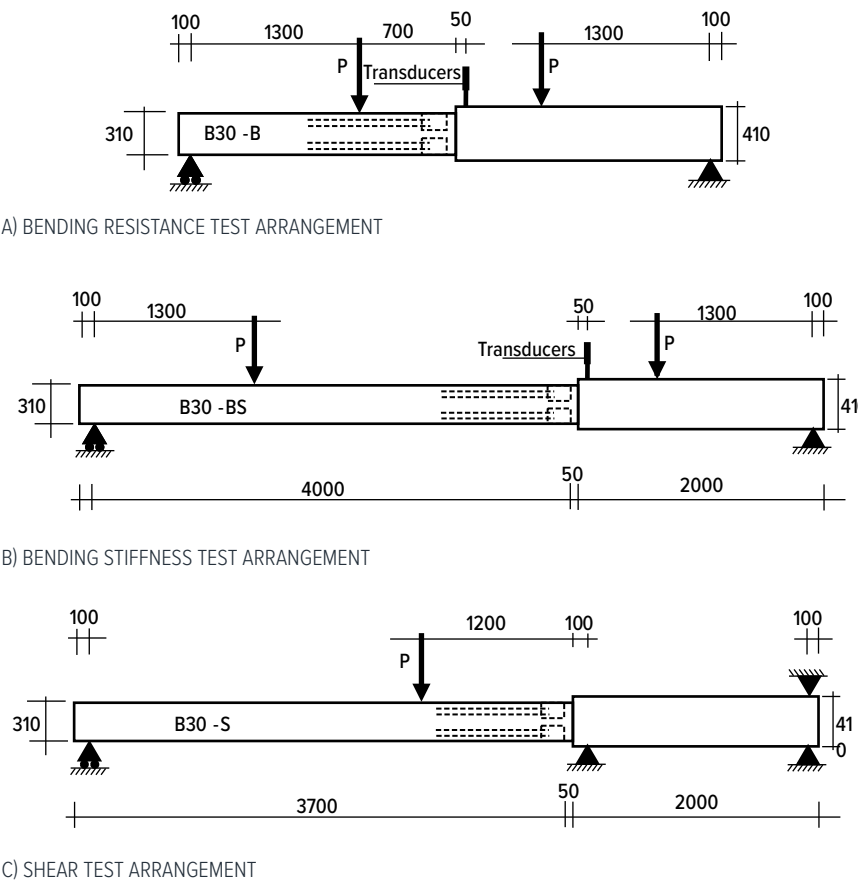 100 1300 700 50 1300 100
P Transducers P
310 B30 -B 410
A) BENDING RESISTANCE TEST ARRANGEMENT
100 1300 50 1300 100
P Transducers P
310 B30 -BS 41
4000 50 2000
B) BENDING STIFFNESS TEST ARRANGEMENT
100 1200 100 100
P
310 B30 -S 41
0
3700 50 2000
C) SHEAR TEST ARRANGEMENT